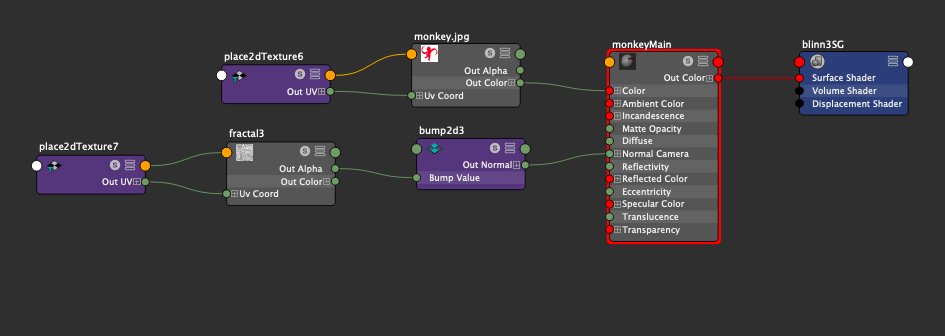 place2dTexture6
Out UV
monkey.jpg
Out Alpha
Out Color
Uv Coord
monkeyMain
Out Color
Color
Ambient Color
Incandescence
Matte Opacity
Diffuse
Normal Camera
Reflectivity
Reflected Color
Eccentricity
Specular Color
Translucence
Transparency
blinn3SG
Surface Shader
Volume Shader
Displacement Shader
place2dTexture7
Out UV
fractal3
Out Alpha
Out Color
Uv Coord
bump2d3
Out Normal
Bump Value